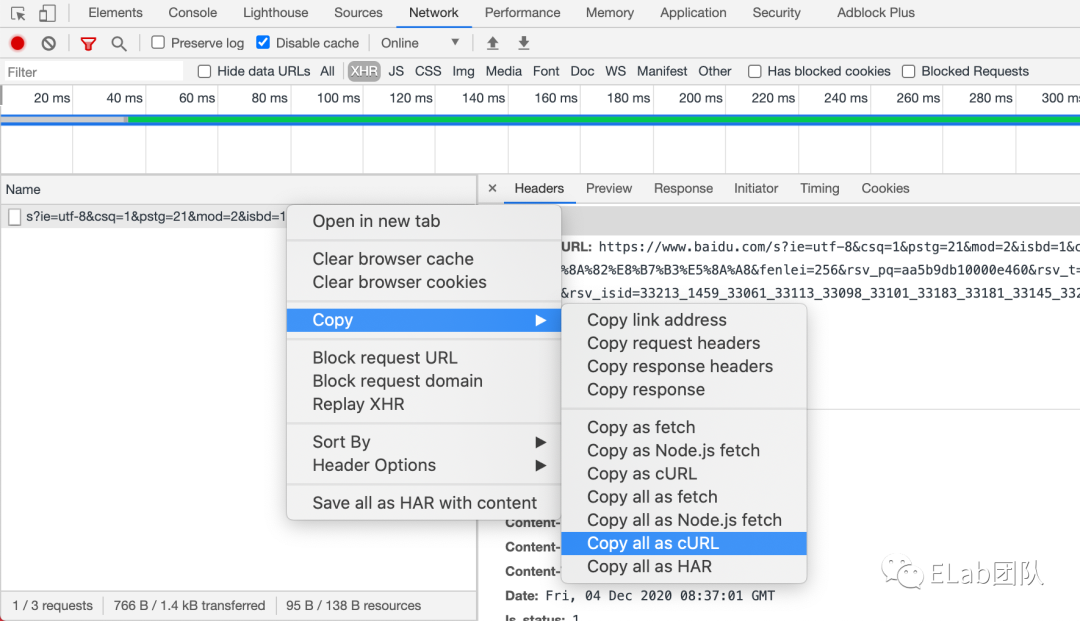 Elements Console Lighthouse Sources Network Performance Memory Application Security Adblock Plus
Preserve log Disable cache Online
Filter Hide data URLs All XHR JS CSS Img Media Font Doc WS Manifest Other Has blocked cookies Blocked Requests
20 ms 40 ms 60 ms 80 ms 100 ms 120 ms 140 ms 160 ms 180 ms 200 ms 220 ms 240 ms 260 ms 280 ms 300 ms
Name
× Headers Preview Response Initiator Timing Cookies
s?ie=utf-8&csq=1&pstg=21&mod=2&isbd=1
URL: https://www.baidu.com/s?ie=utf-8&csq=1&pstg=21&mod=2&isbd=1&c
%8A%82%E8%B7%B3%E5%8A%A8&fenlei=256&rsv_pq=aa5b9db10000e460&rsv_t=
&rsv_isid=33213_1459_33061_33113_33098_33101_33183_33181_33145_332
Open in new tab
Clear browser cache
Clear browser cookies
Copy
Block request URL
Block request domain
Replay XHR
Sort By
Header Options
Save all as HAR with content
Copy link address
Copy request headers
Copy response headers
Copy response
Copy as fetch
Copy as Node.js fetch
Copy as cURL
Copy all as fetch
Copy all as Node.js fetch
Copy all as cURL
Copy all as HAR
Content-
Content-
Content-
Date: Fri, 04 Dec 2020 08:37:01 GMT
Is_status: 1
1 / 3 requests 766 B / 1.4 kB transferred 95 B / 138 B resources
ELab团队